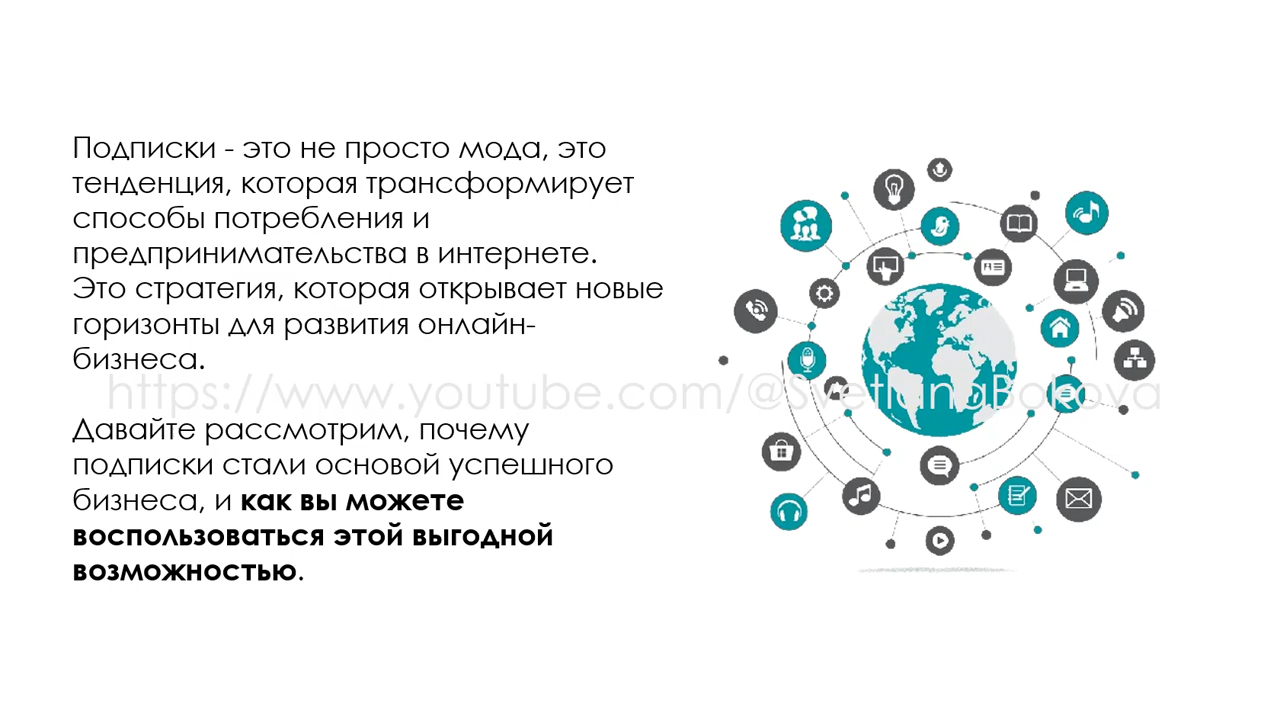 Подписки - это не просто мода, это
тенденция, которая трансформирует
способы потребления и
предпринимательства в интернете.
Это стратегия, которая открывает новые
горизонты для развития онлайн-
бизнеса.
https://www.youtube.com/@SvetlanaBokova
Давайте рассмотрим, почему
подписки стали основой успешного
бизнеса, и как вы можете
воспользоваться этой выгодной
возможностью.